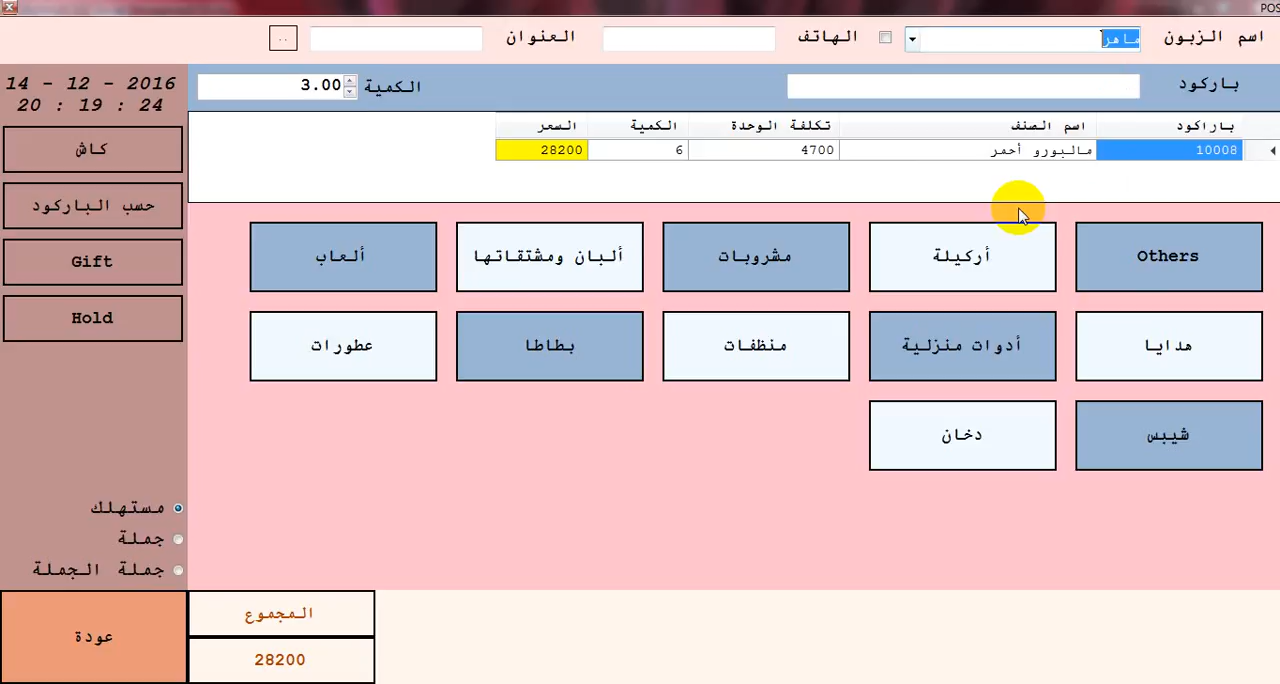 POS
اسم الزبون ماهر الهاتف العنوان ..
باركود الكمية 3.00
14 - 12 - 2016
20 : 19 : 24
باراكود اسم الصنف تكلفة الوحدة الكمية السعر
10008 مالبورو أحمر 4700 6 28200
كاش
حسب الباركود
Gift
Hold
Others أركيلة مشروبات ألبان ومشتقاتها ألعاب
هدايا أدوات منزلية منظفات بطاطا عطورات
شيبس دخان
مستهلك
جملة
جملة الجملة
عودة
المجموع
28200